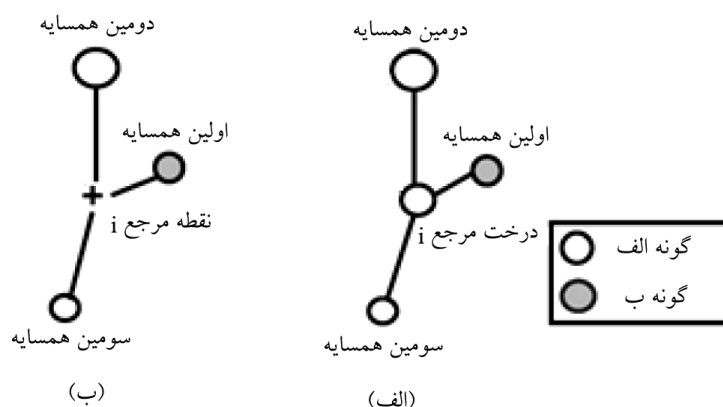 دومین همسایه
اولین همسایه
درخت مرجع i
سومین همسایه
(الف)
دومین همسایه
اولین همسایه
نقطه مرجع i
سومین همسایه
(ب)
گونه الف
گونه ب